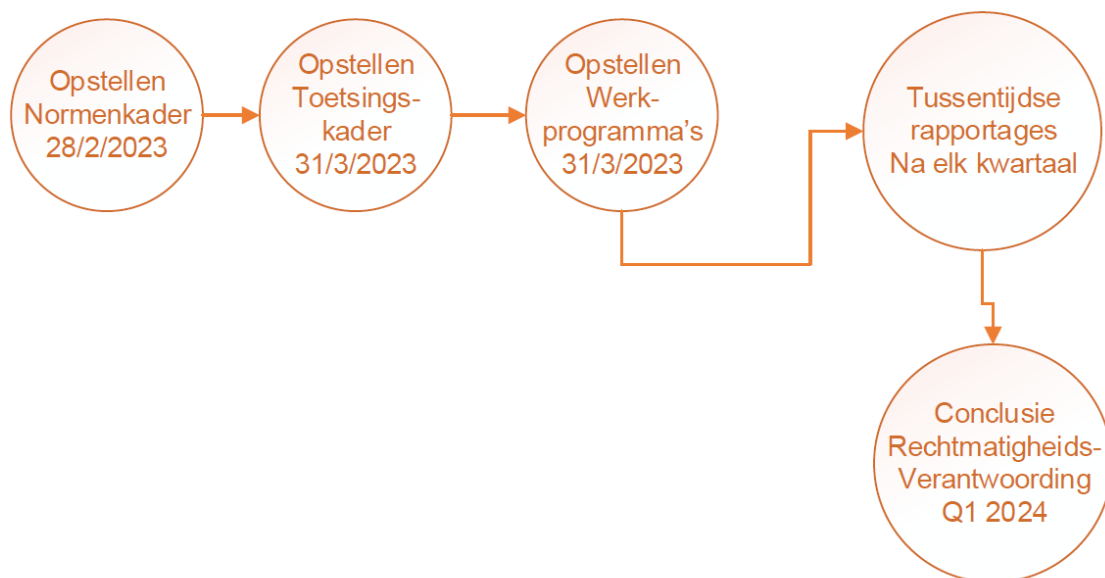 Opstellen
Normenkader
28/2/2023
Opstellen
Toetsings-
kader
31/3/2023
Opstellen
Werk-
programma's
31/3/2023
Tussentijdse
rapportages
Na elk kwartaal
Conclusie
Rechtmatigheids-
Verantwoording
Q1 2024